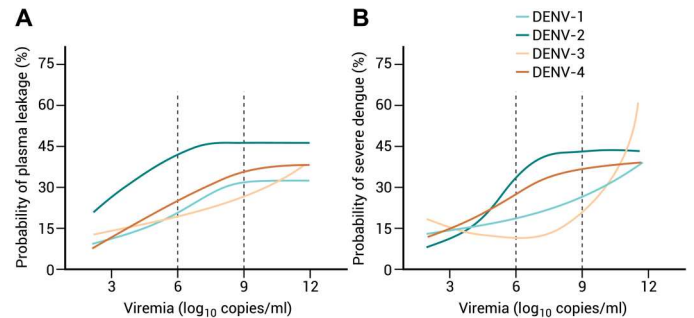 A
B
DENV-1
DENV-2
DENV-3
DENV-4
Probability of plasma leakage (%)
75
60
45
30
15
0
3 6 9 12
Viremia (log10 copies/ml)
Probability of severe dengue (%)
75
60
45
30
15
0
3 6 9 12
Viremia (log10 copies/ml)